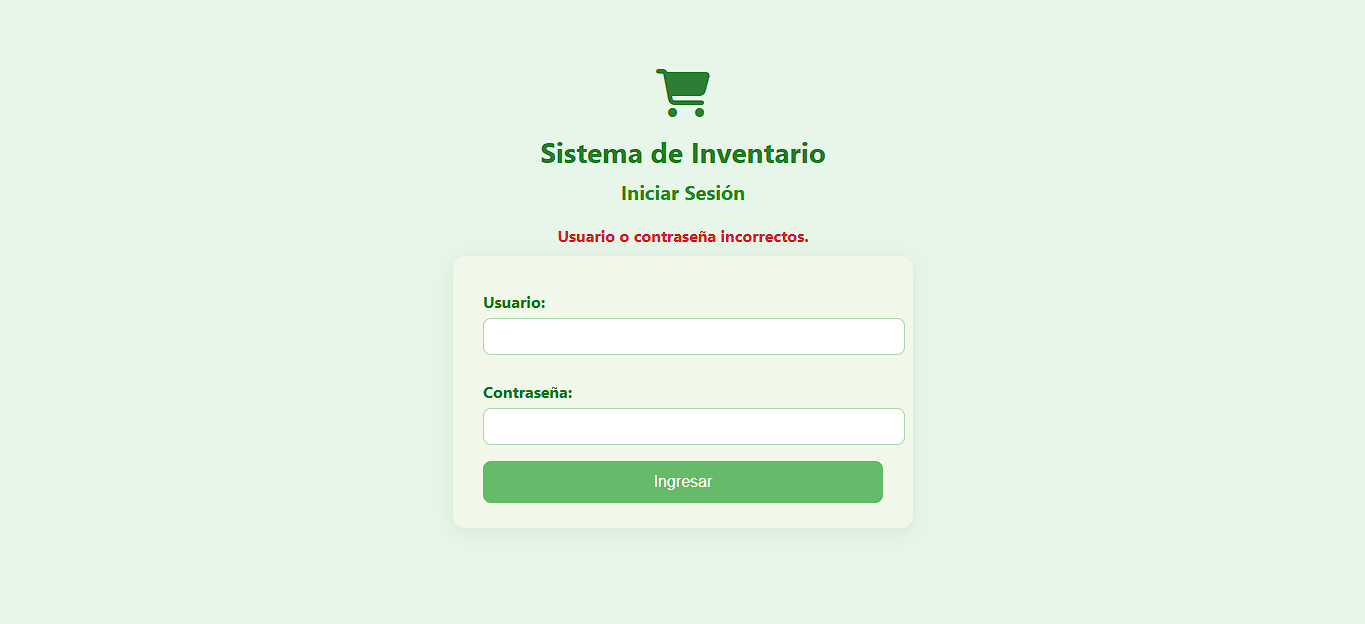 Sistema de Inventario
Iniciar Sesión
Usuario o contraseña incorrectos.
Usuario:
Contraseña:
Ingresar